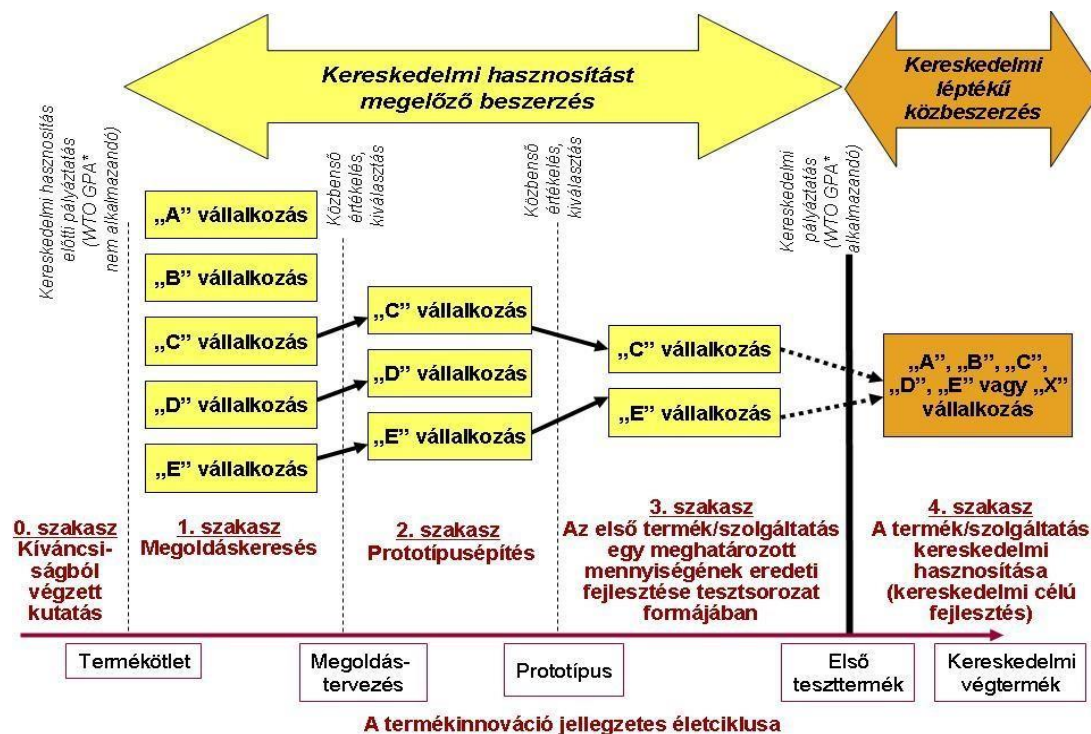 Kereskedelmi hasznosítást
megelőző beszerzés
Kereskedelmi
léptékű
közbeszerzés
Kereskedelmi hasznosítás
előtti pályáztatás
(WTO GPA*
nem alkalmazandó)
Közbenső
értékelés,
kiválasztás
Közbenső
értékelés,
kiválasztás
Kereskedelmi
pályáztatás
(WTO GPA*
alkalmazandó)
„A” vállalkozás
„B” vállalkozás
„C” vállalkozás
„D” vállalkozás
„E” vállalkozás
„C” vállalkozás
„D” vállalkozás
„E” vállalkozás
„C” vállalkozás
„E” vállalkozás
„A”, „B”, „C”,
„D”, „E” vagy „X”
vállalkozás
0. szakasz
Kíváncsi-
ságból
végzett
kutatás
1. szakasz
Megoldáskeresés
2. szakasz
Prototípusépítés
3. szakasz
Az első termék/szolgáltatás
egy meghatározott
mennyiségének eredeti
fejlesztése tesztsorozat
formájában
4. szakasz
A termék/szolgáltatás
kereskedelmi
hasznosítása
(kereskedelmi célú
fejlesztés)
Termékötlet
Megoldás-
tervezés
Prototípus
Első
teszttermék
Kereskedelmi
végtermék
A termékinnováció jellegzetes életciklusa